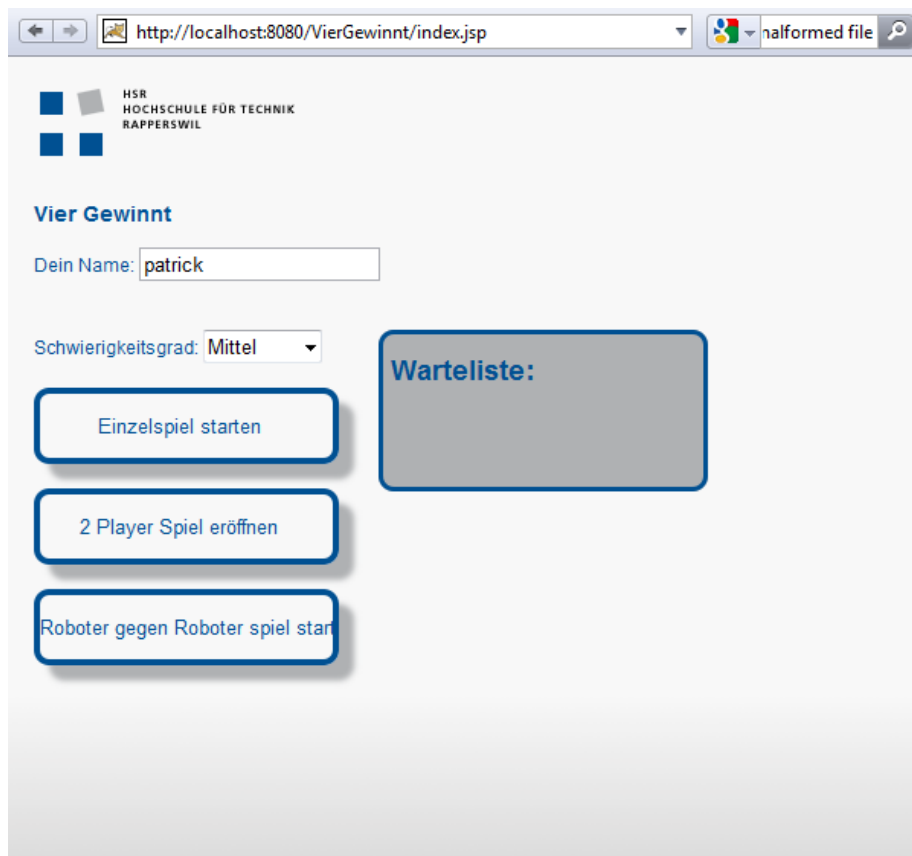 http://localhost:8080/VierGewinnt/index.jsp
nalformed file
HSR
HOCHSCHULE FÜR TECHNIK
RAPPERSWIL
Vier Gewinnt
Dein Name: patrick
Schwierigkeitsgrad: Mittel
Warteliste:
Einzelspiel starten
2 Player Spiel eröffnen
Roboter gegen Roboter spiel start